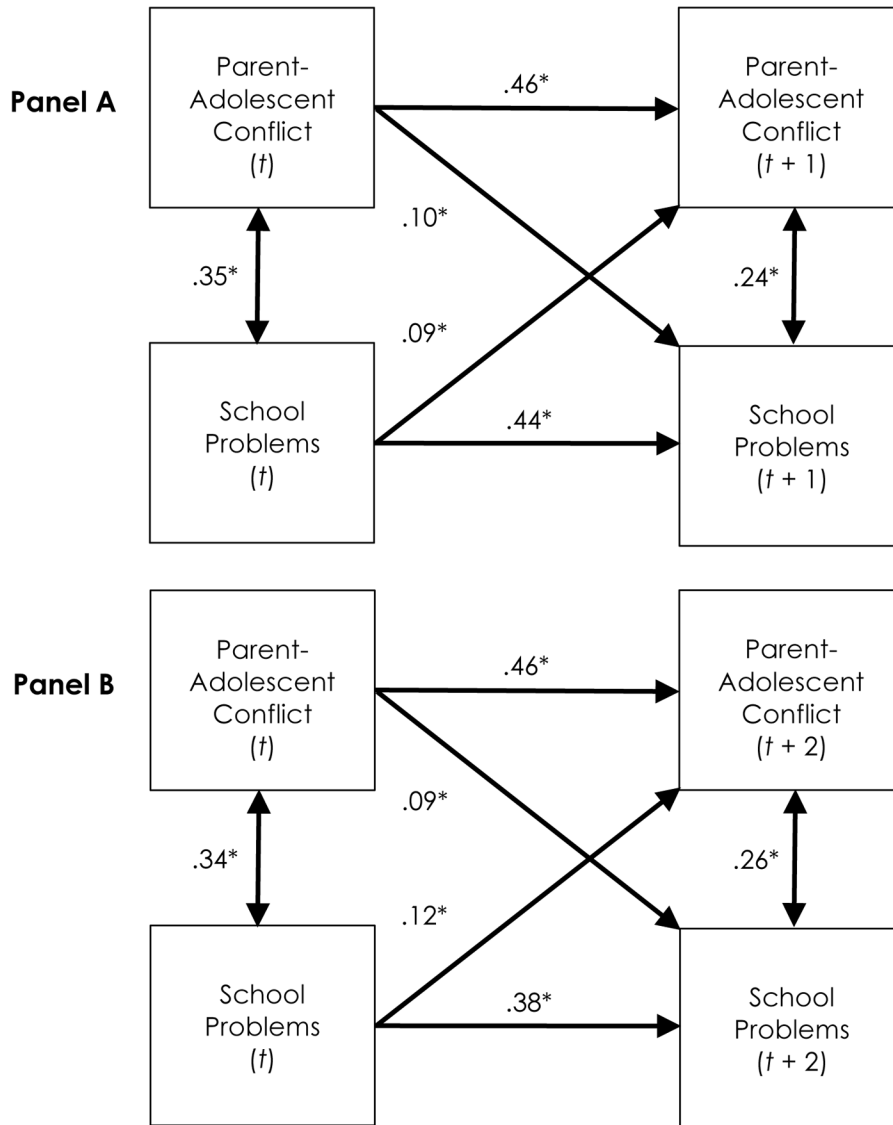 Panel A
Parent-
Adolescent
Conflict
(t)
.46*
Parent-
Adolescent
Conflict
(t + 1)
.10*
.35*
.24*
.09*
School
Problems
(t)
.44*
School
Problems
(t + 1)
Panel B
Parent-
Adolescent
Conflict
(t)
.46*
Parent-
Adolescent
Conflict
(t + 2)
.09*
.34*
.26*
.12*
School
Problems
(t)
.38*
School
Problems
(t + 2)